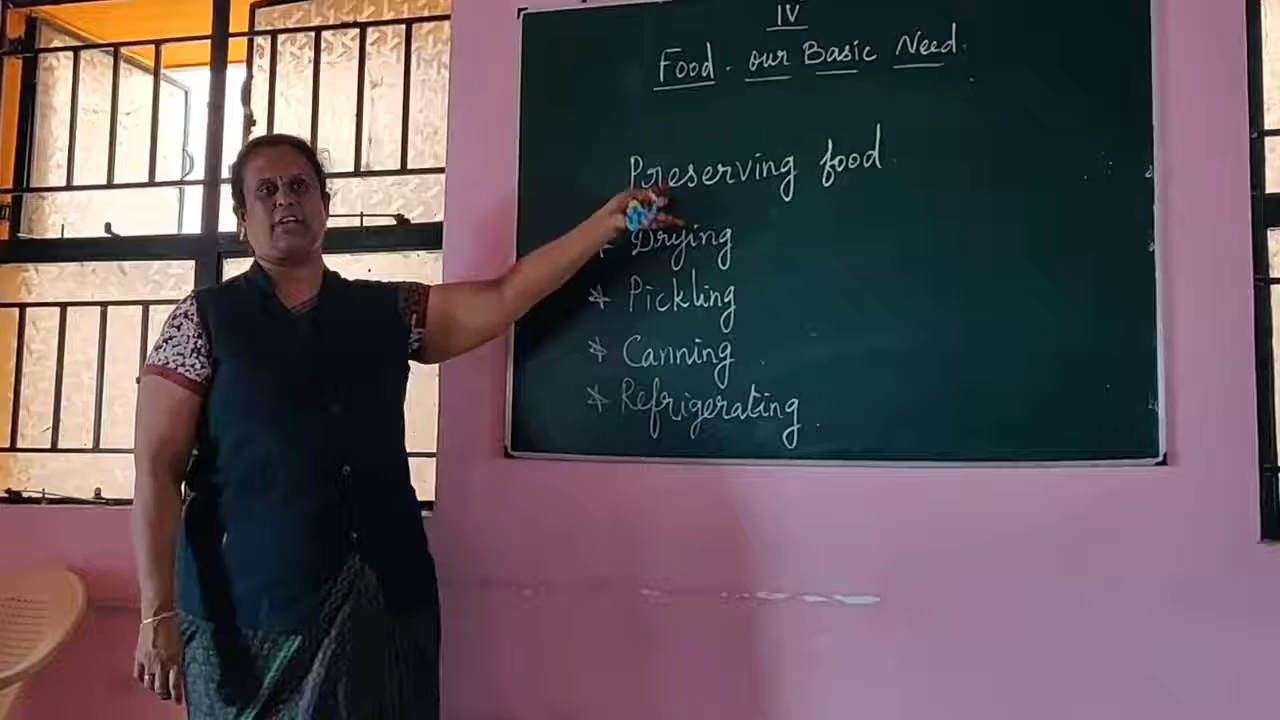 IV
Food - our Basic Need.
Preserving food
* Drying
* Pickling
* Canning
* Refrigerating.